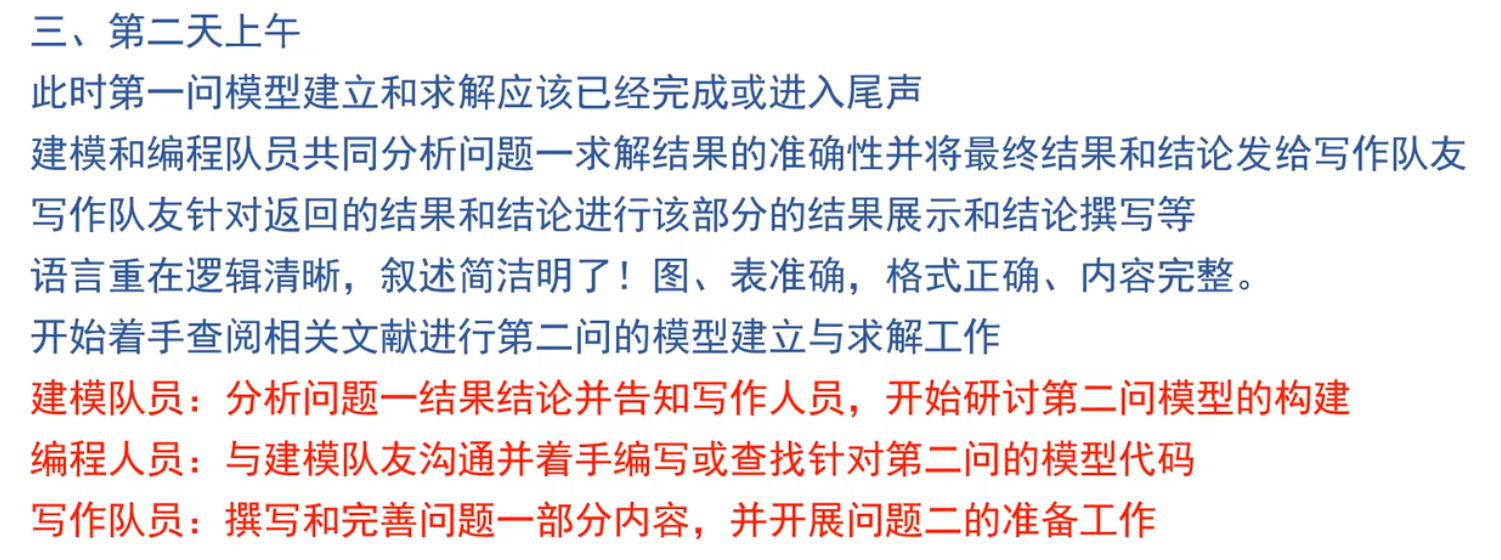 三、第二天上午
此时第一问模型建立和求解应该已经完成或进入尾声
建模和编程队员共同分析问题一求解结果的准确性并将最终结果和结论发给写作队友
写作队友针对返回的结果和结论进行该部分的结果展示和结论撰写等
语言重在逻辑清晰，叙述简洁明了！图、表准确，格式正确、内容完整。
开始着手查阅相关文献进行第二问的模型建立与求解工作
建模队员：分析问题一结果结论并告知写作人员，开始研讨第二问模型的构建
编程人员：与建模队友沟通并着手编写或查找针对第二问的模型代码
写作队员：撰写和完善问题一部分内容，并开展问题二的准备工作